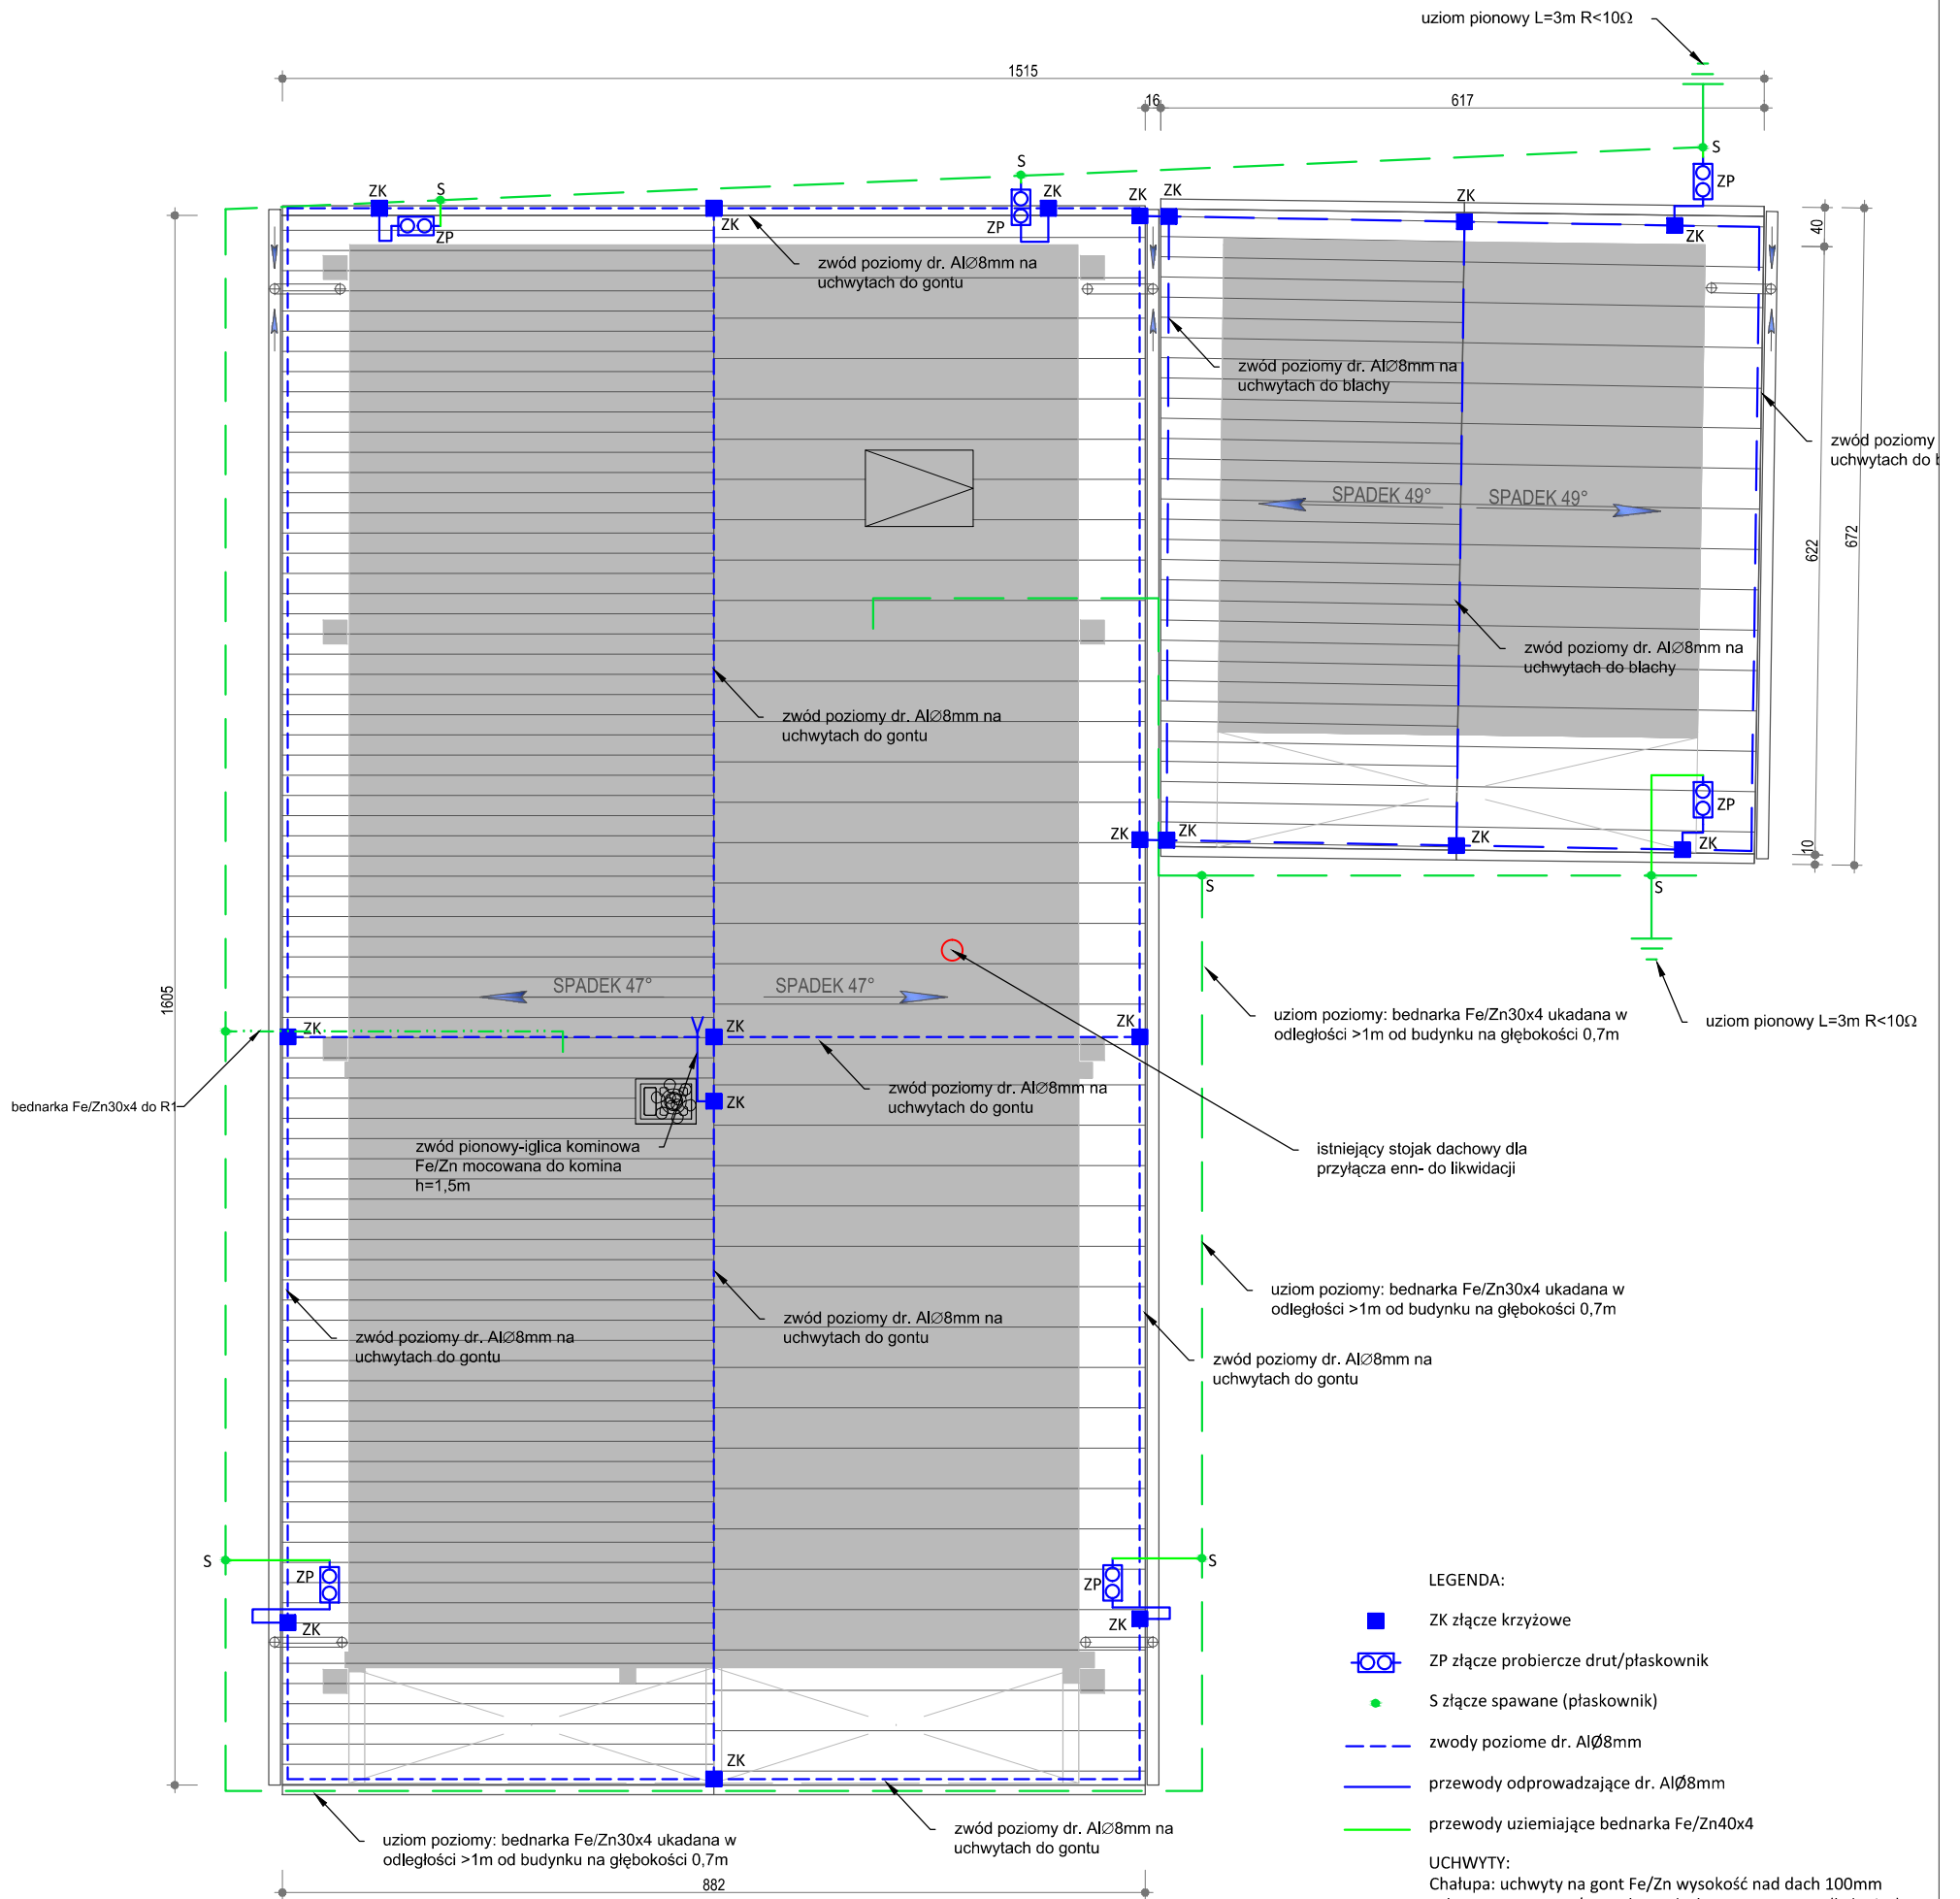 uziom pionowy L=3m R<10Ω
1515
16
617
S
S
S
ZK
ZK
ZK
ZK
ZK
ZP
ZP
ZP
ZK
ZK
40
zwód poziomy dr. AlØ8mm na
uchwytach do gontu
zwód poziomy dr. AlØ8mm na
uchwytach do blachy
zwód poziomy
uchwytach do b
SPADEK 49°
SPADEK 49°
622
672
zwód poziomy dr. AlØ8mm na
uchwytach do blachy
zwód poziomy dr. AlØ8mm na
uchwytach do gontu
ZP
ZK
ZK
ZK
ZK
10
S
S
1605
SPADEK 47°
SPADEK 47°
uziom poziomy: bednarka Fe/Zn30x4 ukadana w
odległości >1m od budynku na głębokości 0,7m
uziom pionowy L=3m R<10Ω
ZK
ZK
ZK
zwód poziomy dr. AlØ8mm na
uchwytach do gontu
bednarka Fe/Zn30x4 do R1
ZK
zwód pionowy-iglica kominowa
Fe/Zn mocowana do komina
h=1,5m
istniejący stojak dachowy dla
przyłącza enn- do likwidacji
uziom poziomy: bednarka Fe/Zn30x4 ukadana w
odległości >1m od budynku na głębokości 0,7m
zwód poziomy dr. AlØ8mm na
uchwytach do gontu
zwód poziomy dr. AlØ8mm na
uchwytach do gontu
zwód poziomy dr. AlØ8mm na
uchwytach do gontu
S
S
ZP
ZP
ZK
ZK
ZK
LEGENDA:
ZK złącze krzyżowe
ZP złącze probiercze drut/płaskownik
S złącze spawane (płaskownik)
zwody poziome dr. AlØ8mm
przewody odprowadzające dr. AlØ8mm
przewody uziemiające bednarka Fe/Zn40x4
uziom poziomy: bednarka Fe/Zn30x4 ukadana w
odległości >1m od budynku na głębokości 0,7m
zwód poziomy dr. AlØ8mm na
uchwytach do gontu
882
UCHWYTY:
Chałupa: uchwyty na gont Fe/Zn wysokość nad dach 100mm